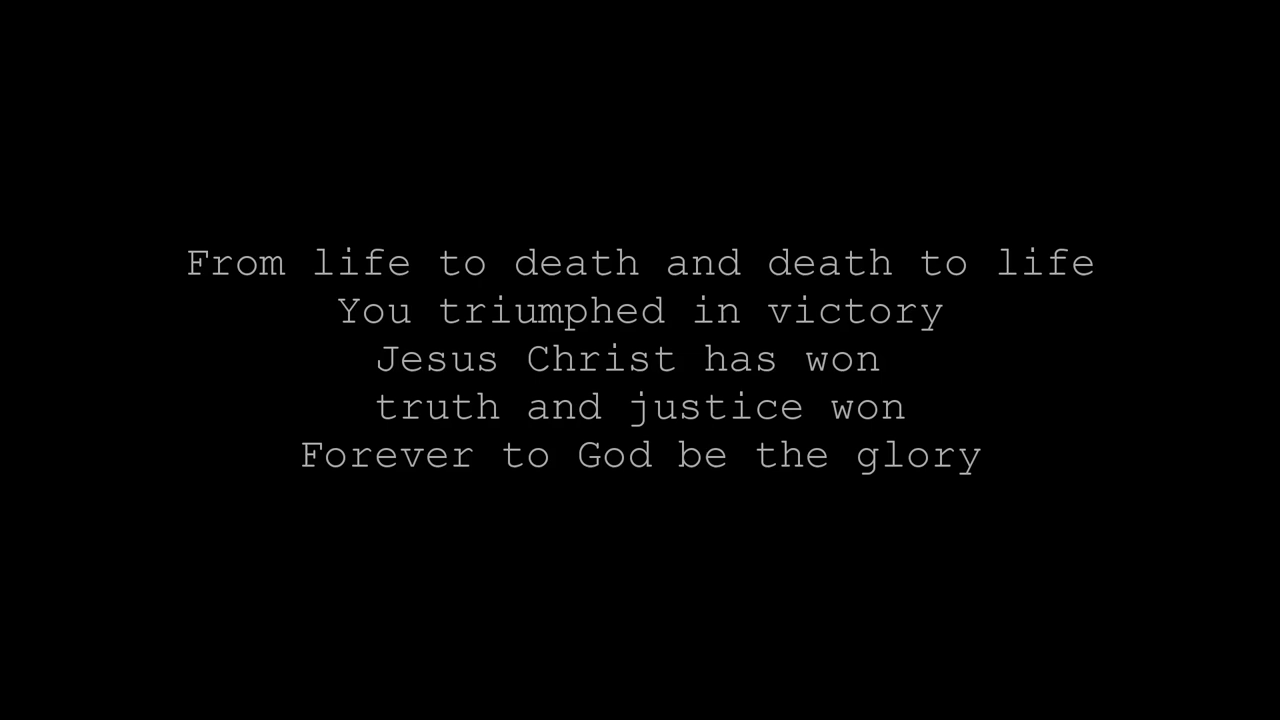 From life to death and death to life
You triumphed in victory
Jesus Christ has won
truth and justice won
Forever to God be the glory